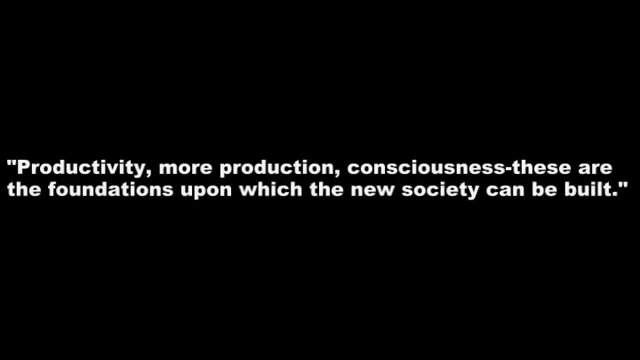 "Productivity, more production, consciousness-these are
the foundations upon which the new society can be built."